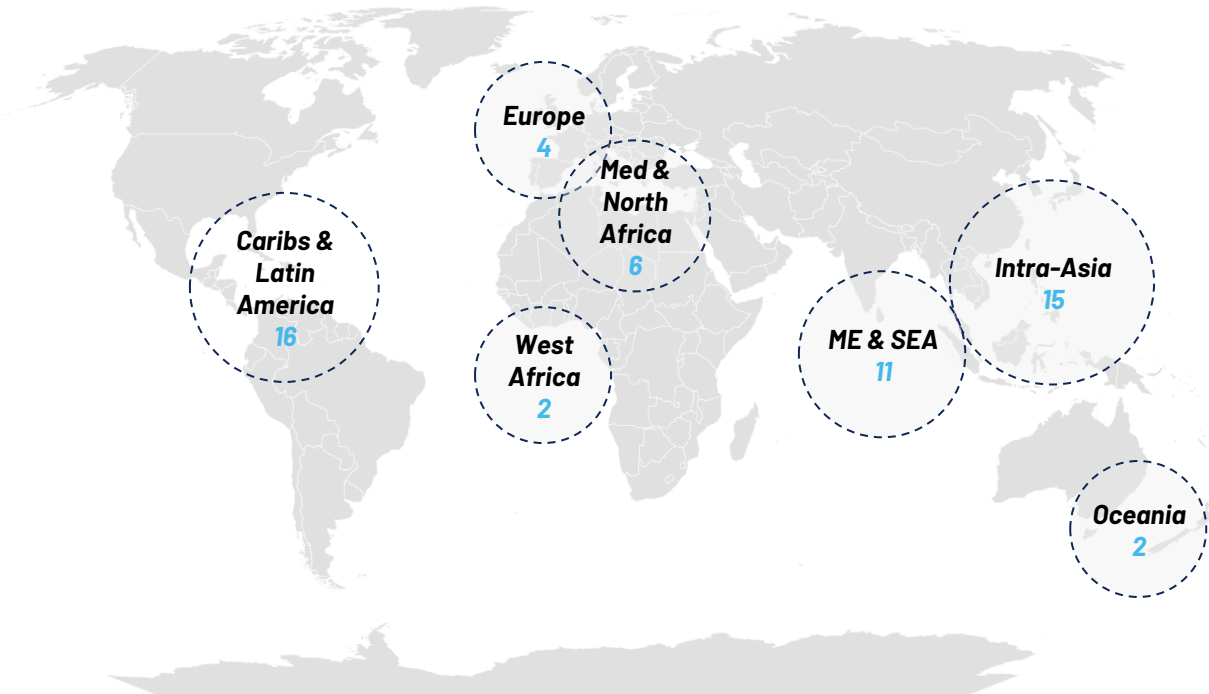 Europe
4
Med &
North
Africa
6
Caribs &
Latin
America
16
Intra-Asia
15
ME & SEA
11
West
Africa
2
Oceania
2